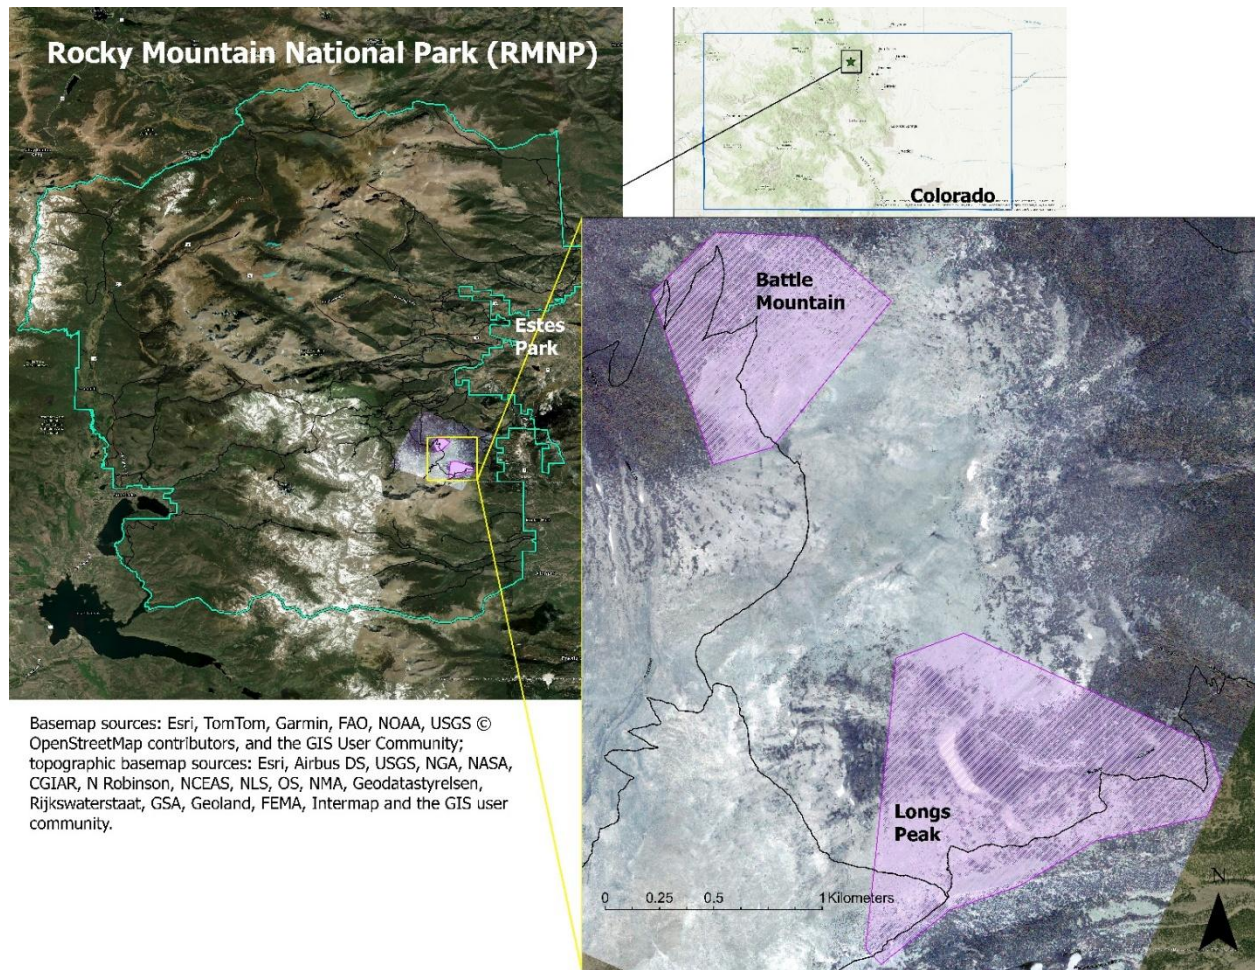 Rocky Mountain National Park (RMNP)
Colorado
Estes
Park
Battle
Mountain
Longs
Peak
0 0.25 0.5 1 Kilometers
N
Basemap sources: Esri, TomTom, Garmin, FAO, NOAA, USGS ©
OpenStreetMap contributors, and the GIS User Community;
topographic basemap sources: Esri, Airbus DS, USGS, NGA, NASA,
CGIAR, N Robinson, NCEAS, NLS, OS, NMA, Geodatastyrelsen,
Rijkswaterstaat, GSA, Geoland, FEMA, Intermap and the GIS user
community.